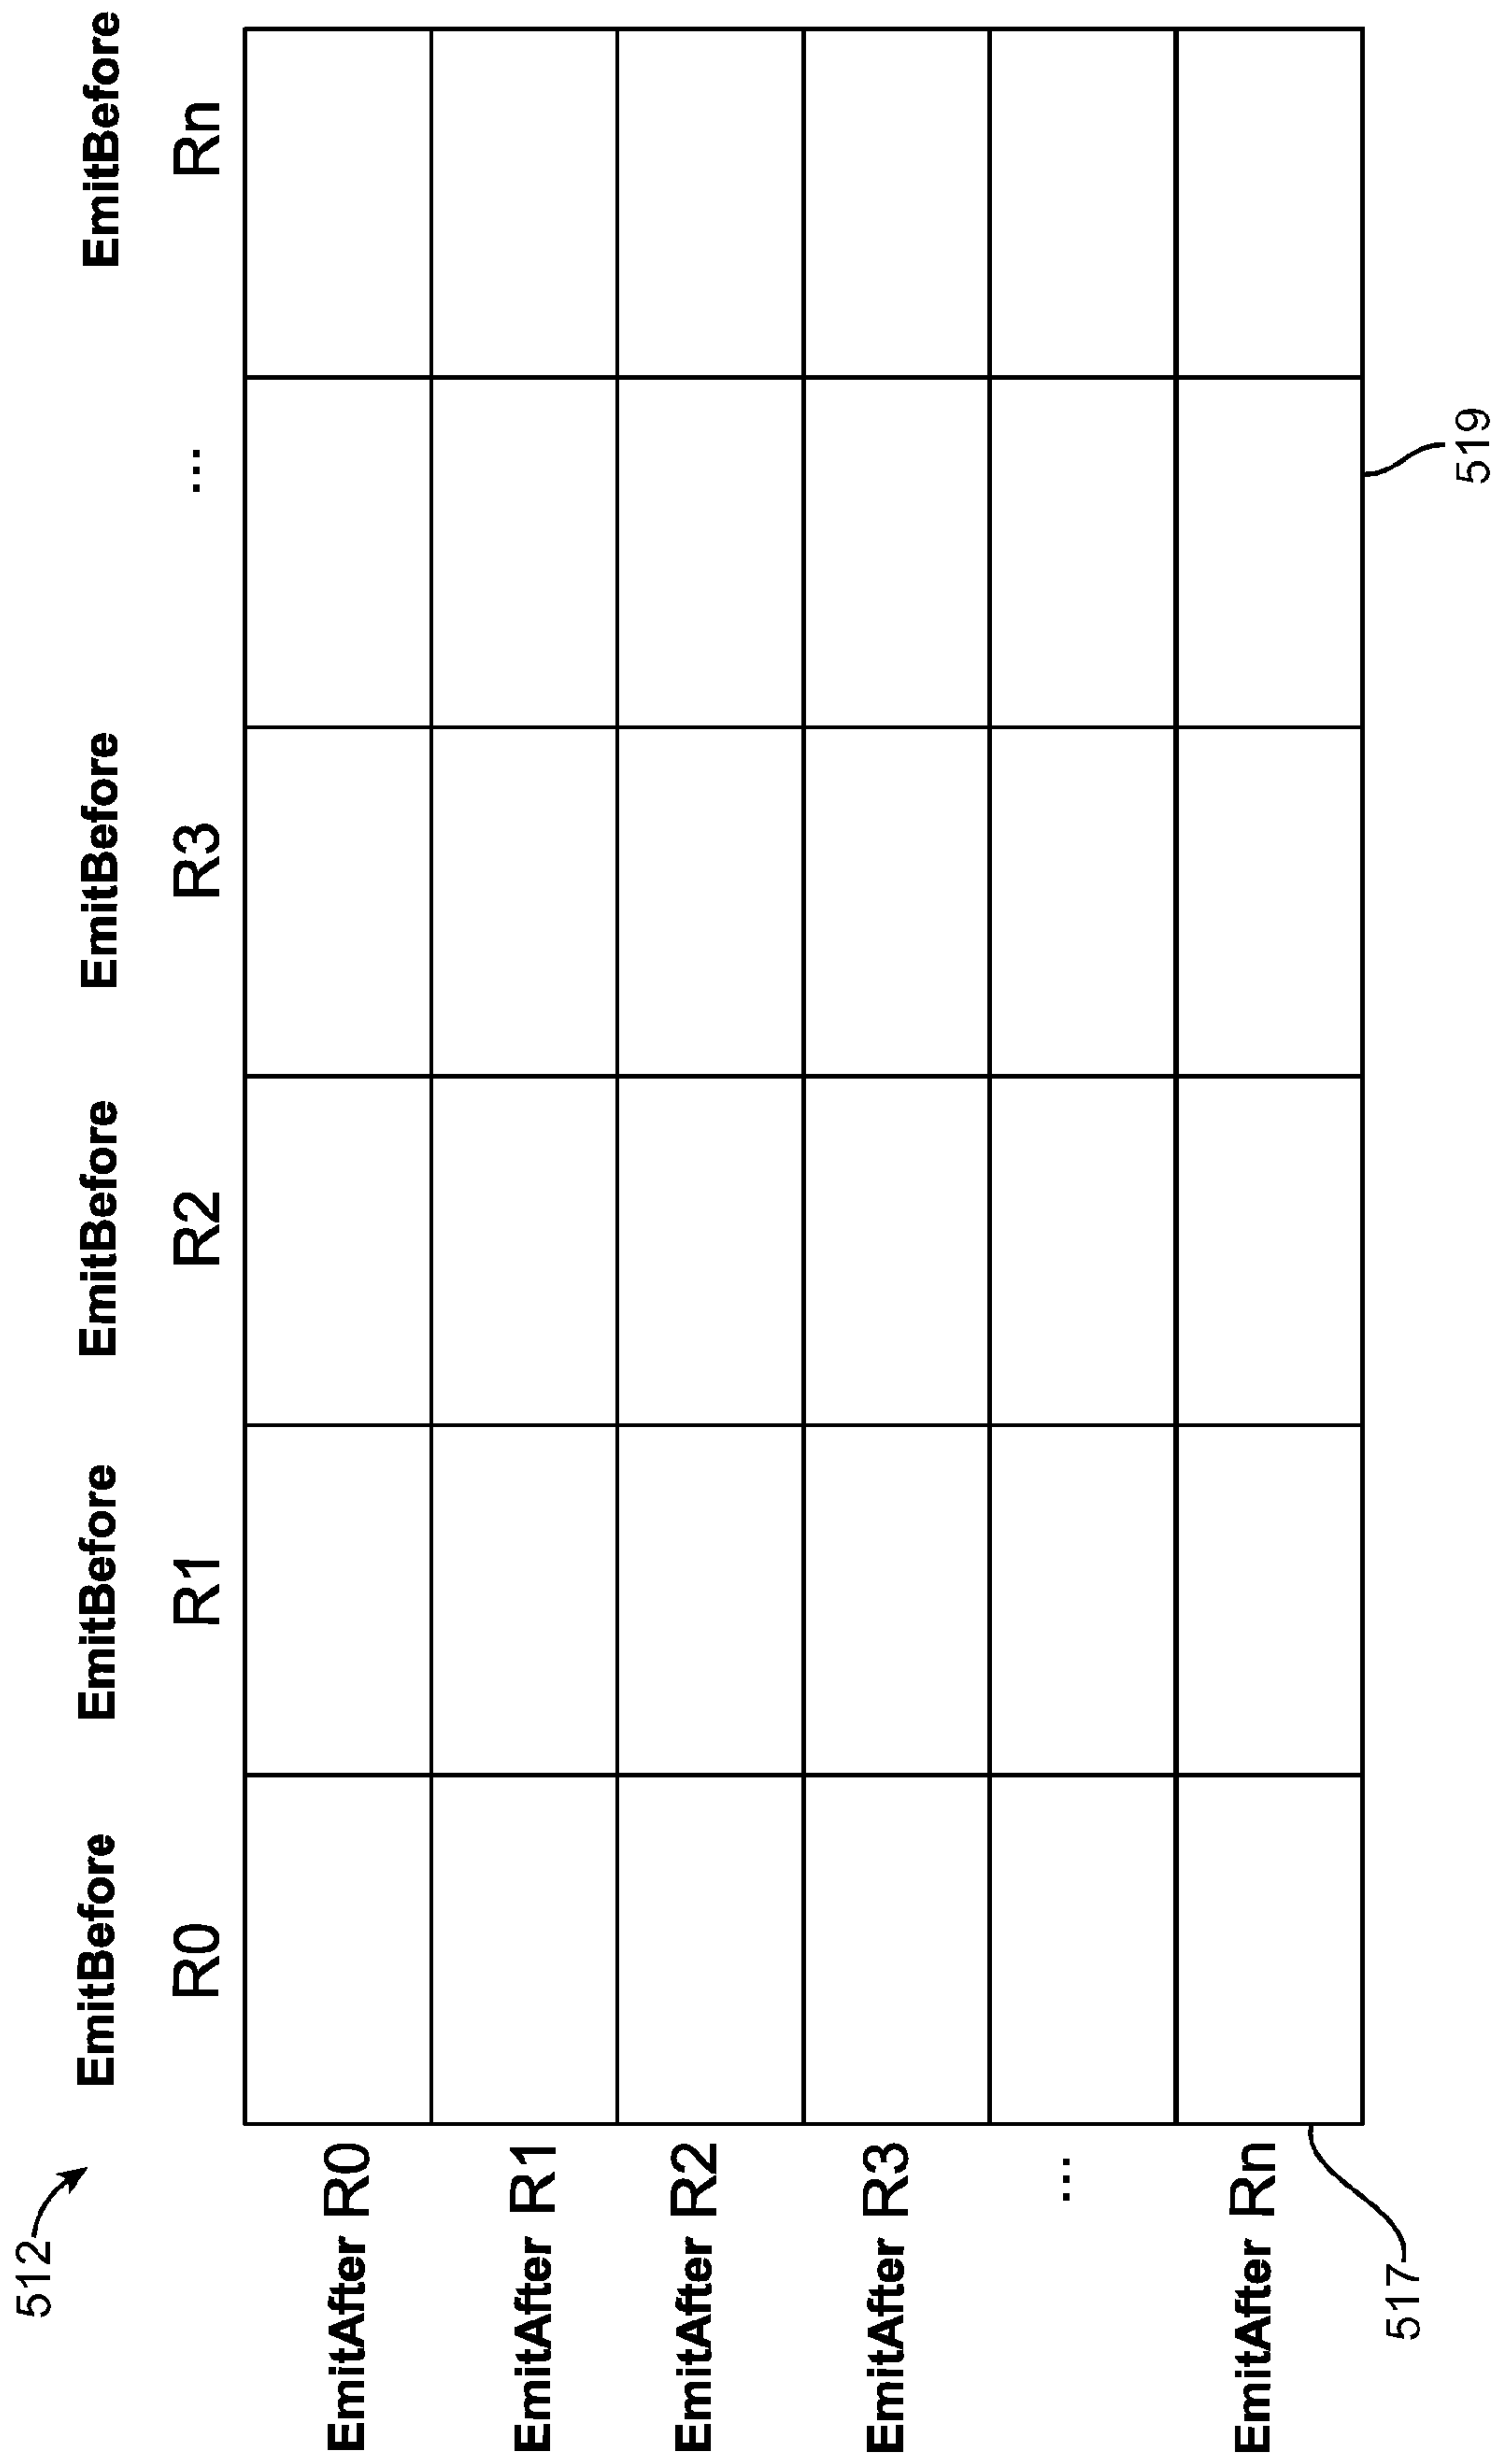 512
EmitBefore EmitBefore EmitBefore EmitBefore EmitBefore
R0 R1 R2 R3 ... Rn
EmitAfter R0
EmitAfter R1
EmitAfter R2
EmitAfter R3
...
EmitAfter Rn
517
519